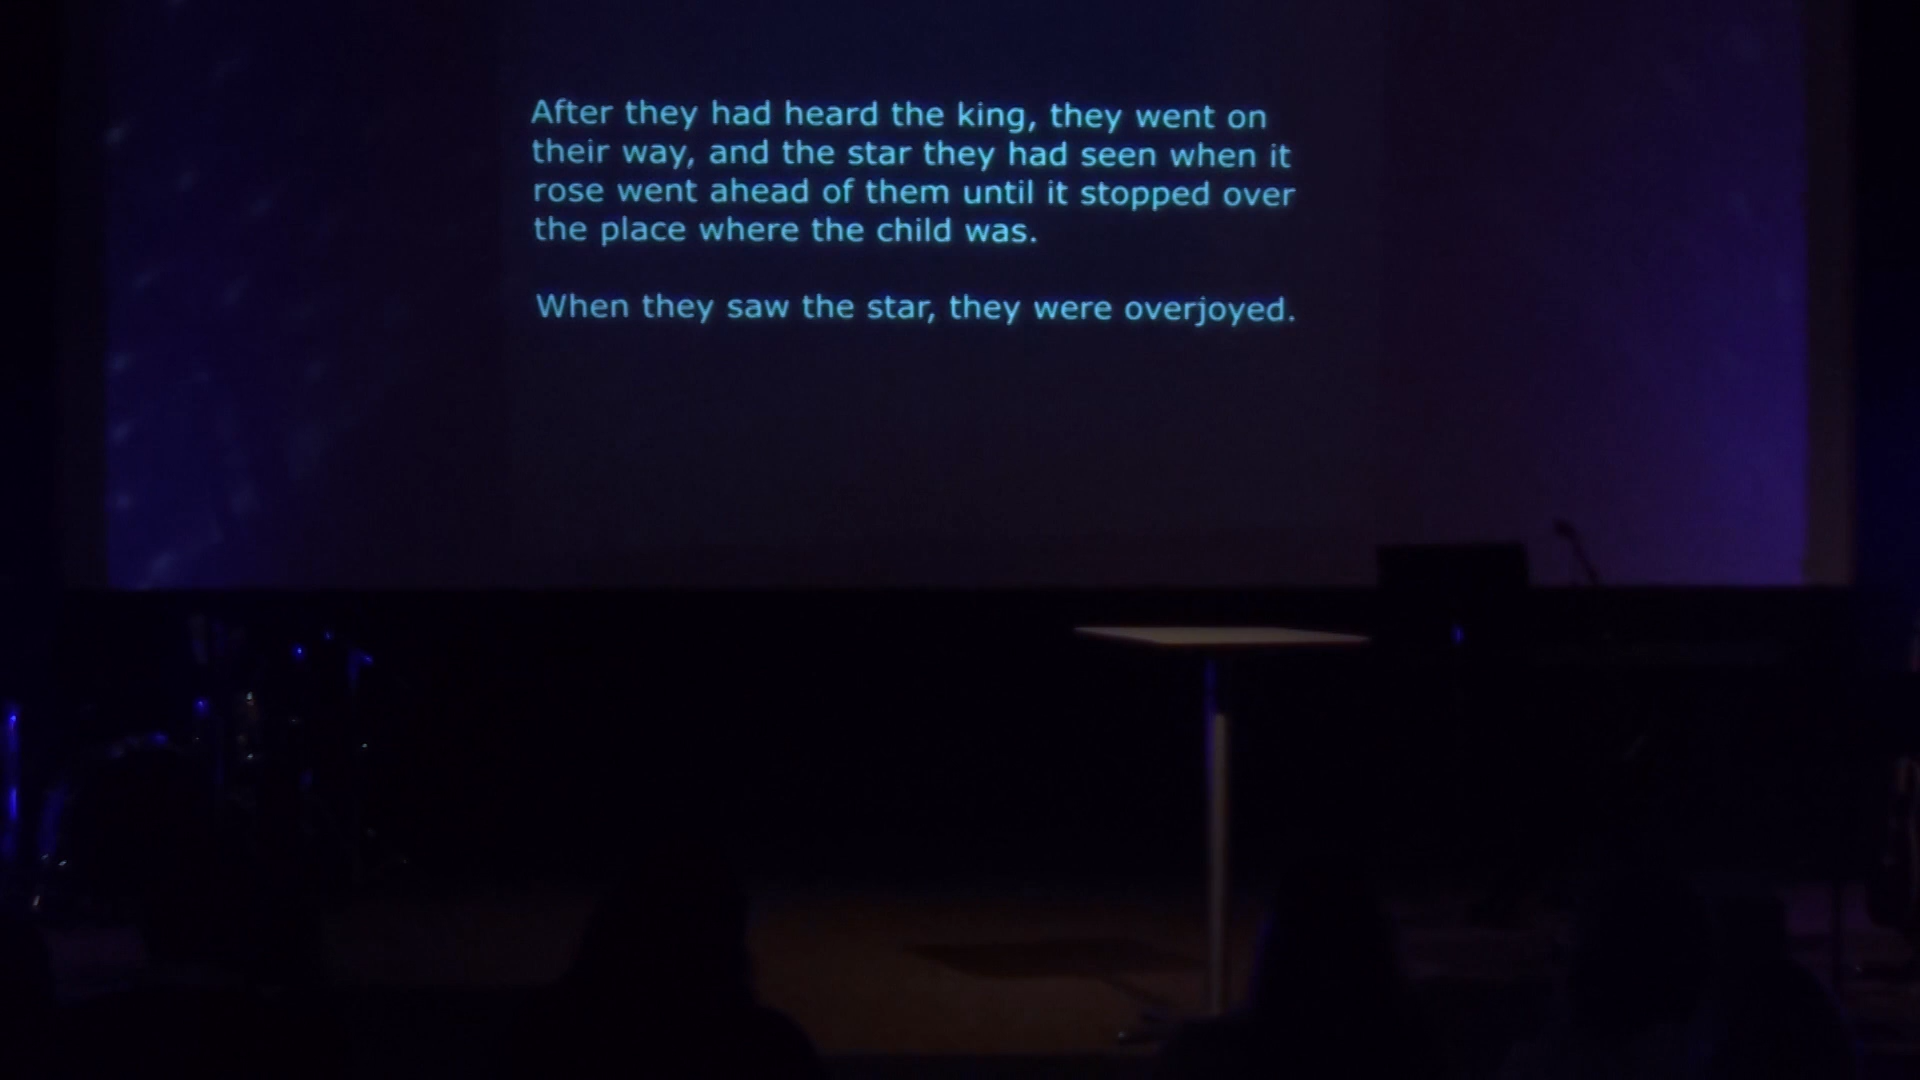 After they had heard the king, they went on
their way, and the star they had seen when it
rose went ahead of them until it stopped over
the place where the child was.
When they saw the star, they were overjoyed.